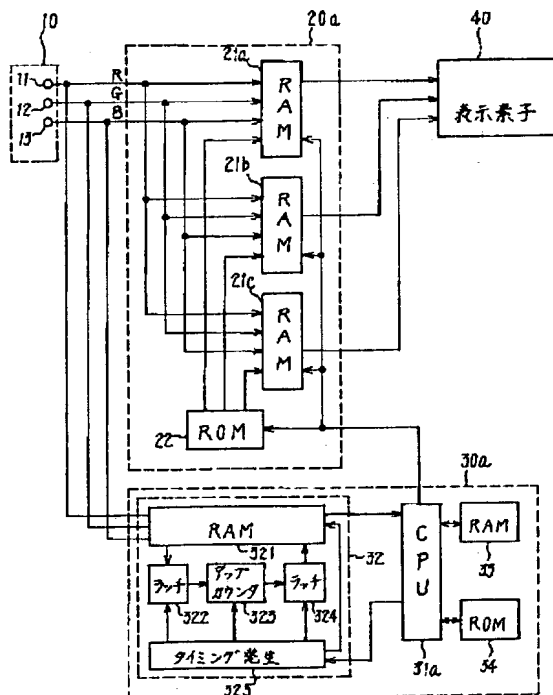 10
20a
40
11
12
13
R
G
B
21a
RAM
表示素子
21b
RAM
21c
RAM
22
ROM
30a
RAM
321
32
CPU
RAM
33
ラッチ
322
アップカウンタ
323
ラッチ
324
ROM
34
31a
タイミング発生
325